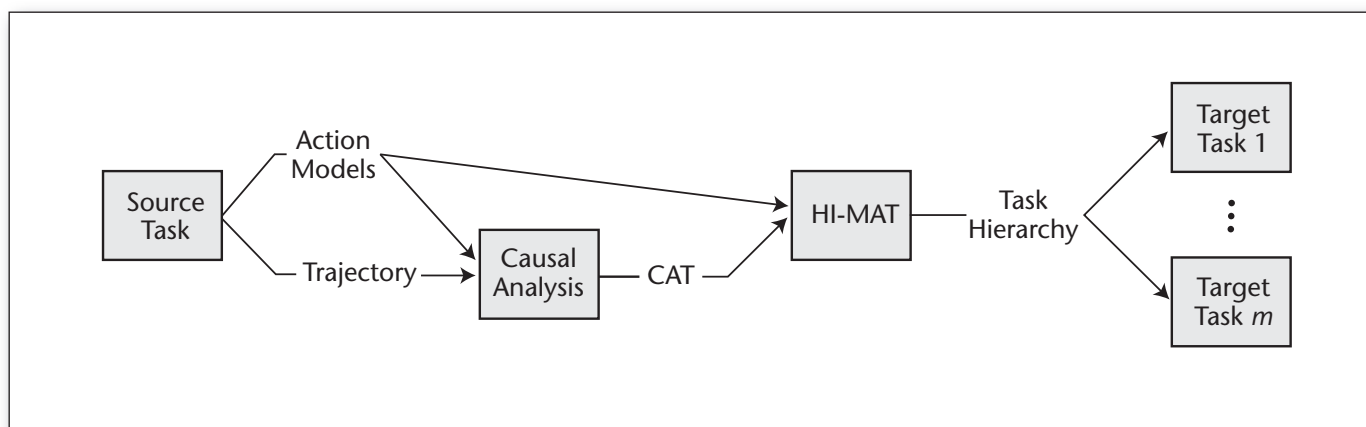 Source
Task
Action
Models
Trajectory
Causal
Analysis
CAT
HI-MAT
Task
Hierarchy
Target
Task 1
Target
Task m